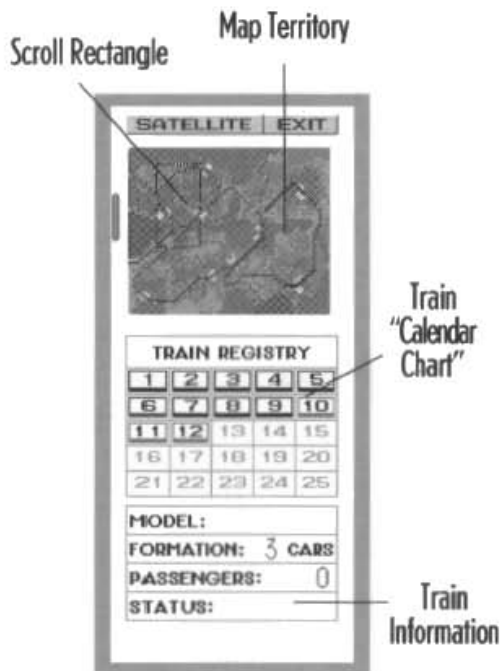 Map Territory
Scroll Rectangle
SATELLITE EXIT
TRAIN REGISTRY
1 2 3 4 5
6 7 8 9 10
11 12 13 14 15
16 17 18 19 20
21 22 23 24 25
Train
"Calendar
Chart"
MODEL:
FORMATION: 3 CARS
PASSENGERS: 0
STATUS:
Train
Information